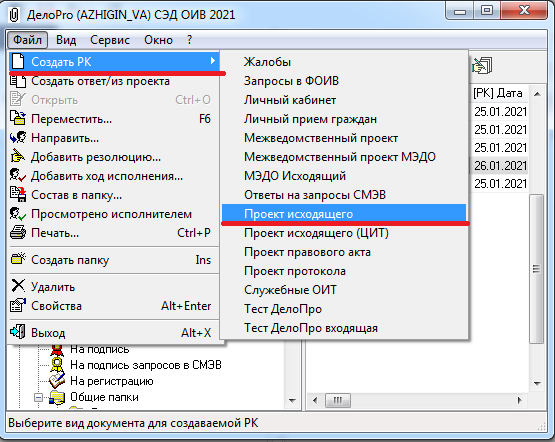 ДелоПро (AZHIGIN_VA) СЭД ОИВ 2021
Файл Вид Сервис Окно ?
Создать РК
Создать ответ/из проекта
Открыть Ctrl+O
Переместить... F6
Направить...
Добавить резолюцию...
Добавить ход исполнения...
Состав в папку...
Просмотрено исполнителем
Печать... Ctrl+P
Создать папку Ins
Удалить
Свойства Alt+Enter
Выход Alt+X
Жалобы
Запросы в ФОИВ
Личный кабинет
Личный прием граждан
Межведомственный проект
Межведомственный проект МЭДО
МЭДО Исходящий
Ответы на запросы СМЭВ
Проект исходящего
Проект исходящего (ЦИТ)
Проект правового акта
Проект протокола
Служебные ОИТ
Тест ДелоПро
Тест ДелоПро входящая
[РК] Дата
25.01.2021
25.01.2021
25.01.2021
26.01.2021
25.01.2021
На подпись
На подпись запросов в СМЭВ
На регистрацию
Общие папки
Выберите вид документа для создаваемой РК